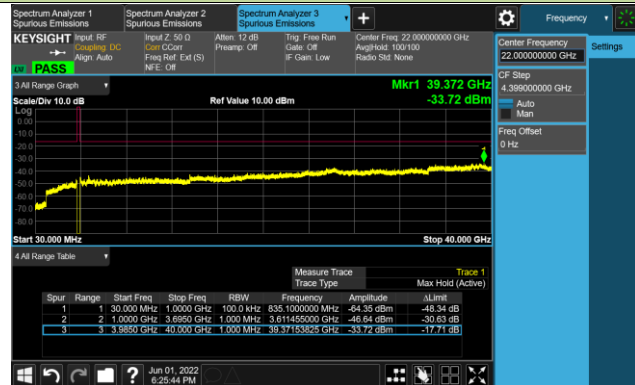 Spectrum Analyzer 1
Spurious Emissions
Spectrum Analyzer 2
Spurious Emissions
Spectrum Analyzer 3
Spurious Emissions
Frequency
KEYSIGHT
Input: RF
Coupling: DC
Align: Auto
Input Z: 50 Ω
Corr CCorr
Freq Ref: Ext (S)
NFE: Off
Atten: 12 dB
Preamp: Off
Trig: Free Run
Gate: Off
IF Gain: Low
Center Freq: 22.000000000 GHz
Avg|Hold: 100/100
Radio Std: None
PASS
Center Frequency
22.000000000 GHz
Settings
CF Step
4.399000000 GHz
Auto
Man
Freq Offset
0 Hz
3 All Range Graph
Mkr1 39.372 GHz
-33.72 dBm
Scale/Div 10.0 dB
Ref Value 10.00 dBm
Log
0.00
-10.0
-20.0
-30.0
-40.0
-50.0
-60.0
-70.0
-80.0
1
Start 30.000 MHz
Stop 40.000 GHz
4 All Range Table
Measure Trace Trace 1
Trace Type Max Hold (Active)
Spur Range Start Freq Stop Freq RBW Frequency Amplitude ΔLimit
1 1 30.000 MHz 1.0000 GHz 100.0 kHz 835.1000000 MHz -64.35 dBm -48.34 dB
2 2 1.0000 GHz 3.6950 GHz 1.000 MHz 3.611455000 GHz -46.64 dBm -30.63 dB
3 3 3.9850 GHz 40.000 GHz 1.000 MHz 39.37153825 GHz -33.72 dBm -17.71 dB
?
Jun 01, 2022
6:25:44 PM